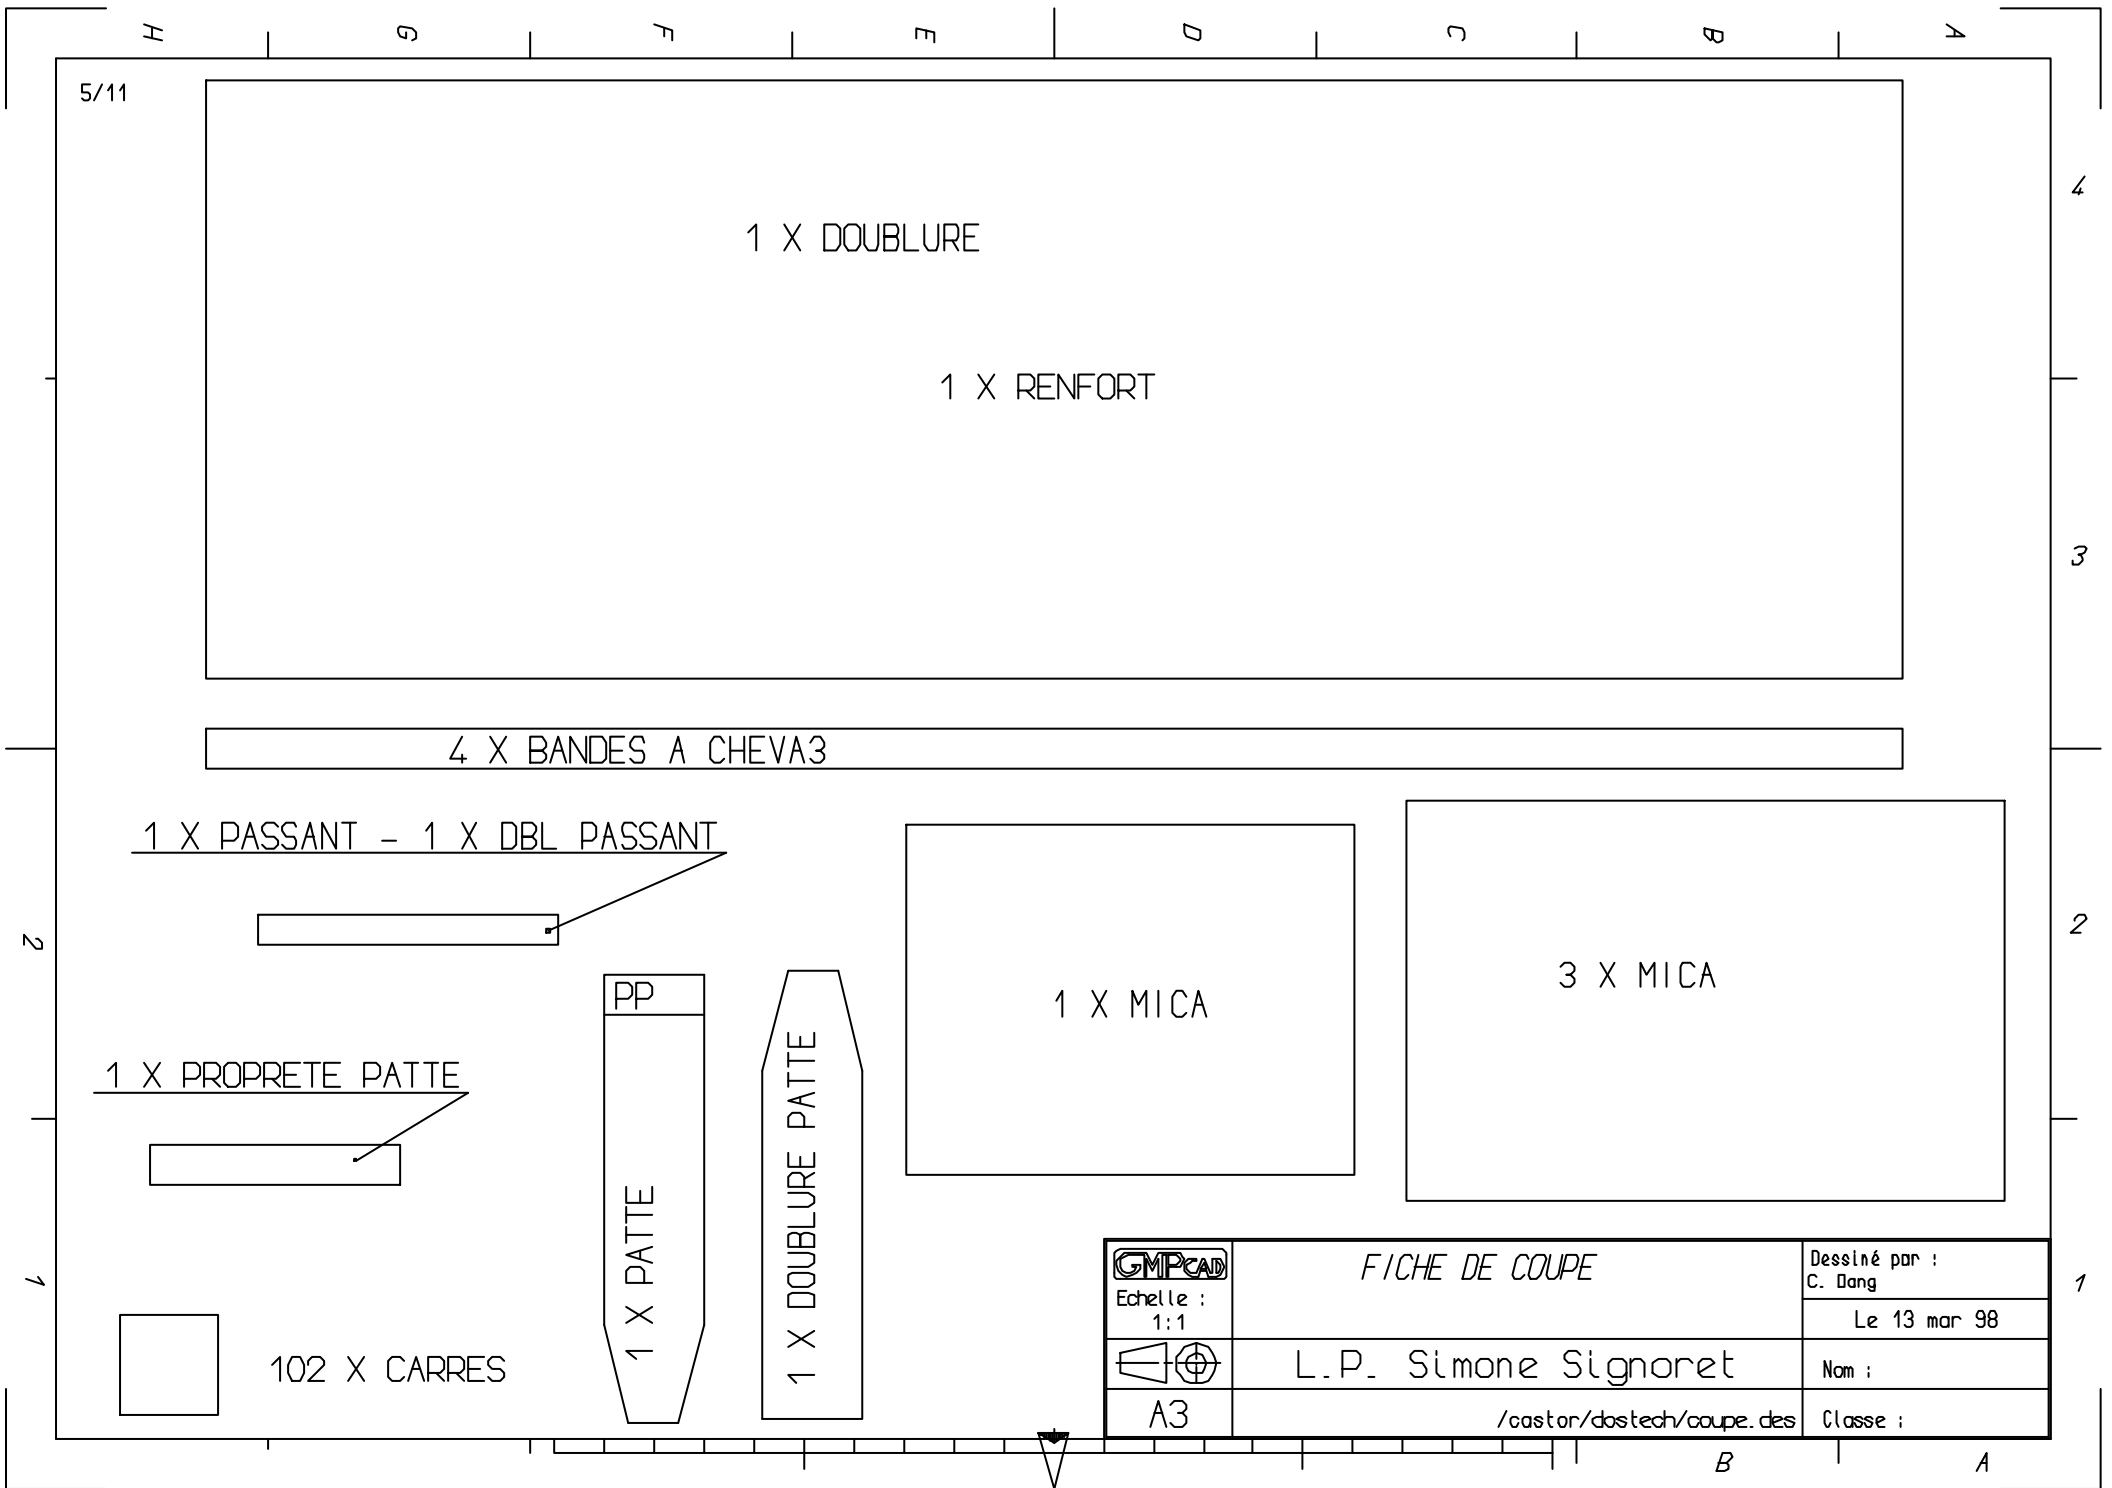 H G F E D C B A
5/11
4
1 X DOUBLURE
1 X RENFORT
3
4 X BANDES A CHEVA3
1 X PASSANT - 1 X DBL PASSANT
2
2
3 X MICA
1 X MICA
PP
1 X PROPRETE PATTE
1 X PATTE
1 X DOUBLURE PATTE
1
1
102 X CARRES
GMPCAD
Echelle :
1:1
FICHE DE COUPE
Dessiné par :
C. Dang
Le 13 mar 98
L.P. Simone Signoret
Nom :
A3
/castor/dostech/coupe.des
Classe :
B A